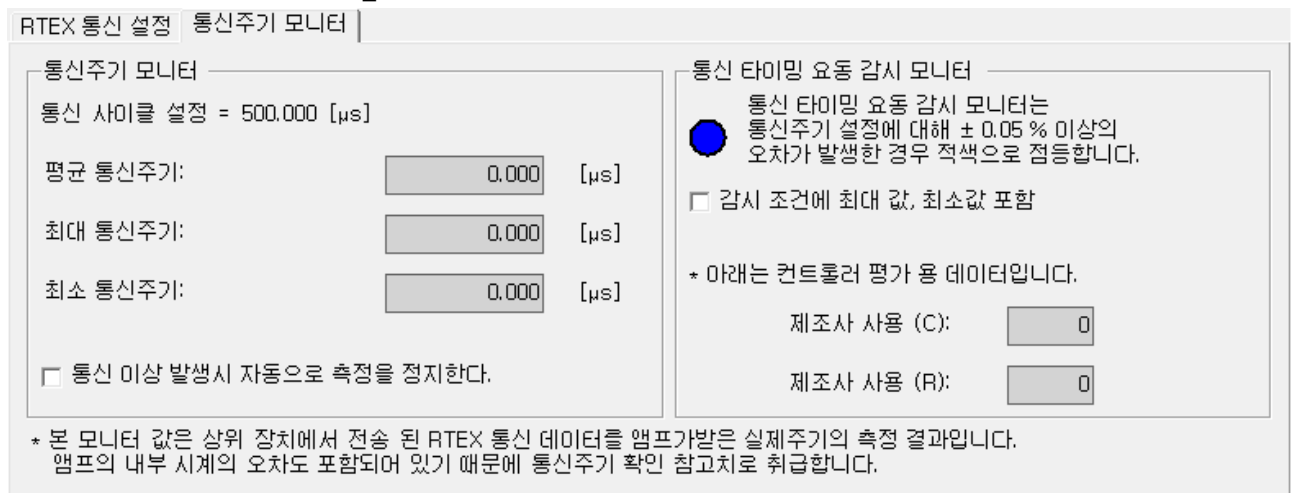 RTEX 통신 설정 통신주기 모니터
통신주기 모니터
통신 사이클 설정 = 500.000 [μs]
평균 통신주기: 0.000 [μs]
최대 통신주기: 0.000 [μs]
최소 통신주기: 0.000 [μs]
통신 이상 발생시 자동으로 측정을 정지한다.
통신 타이밍 요동 감시 모니터
통신 타이밍 요동 감시 모니터는
통신주기 설정에 대해 ± 0.05 % 이상의
오차가 발생한 경우 적색으로 점등합니다.
감시 조건에 최대 값, 최소값 포함
* 아래는 컨트롤러 평가 용 데이터입니다.
제조사 사용 (C): 0
제조사 사용 (R): 0
* 본 모니터 값은 상위 장치에서 전송 된 RTEX 통신 데이터를 앰프가받은 실제주기의 측정 결과입니다.
앰프의 내부 시계의 오차도 포함되어 있기 때문에 통신주기 확인 참고치로 취급합니다.